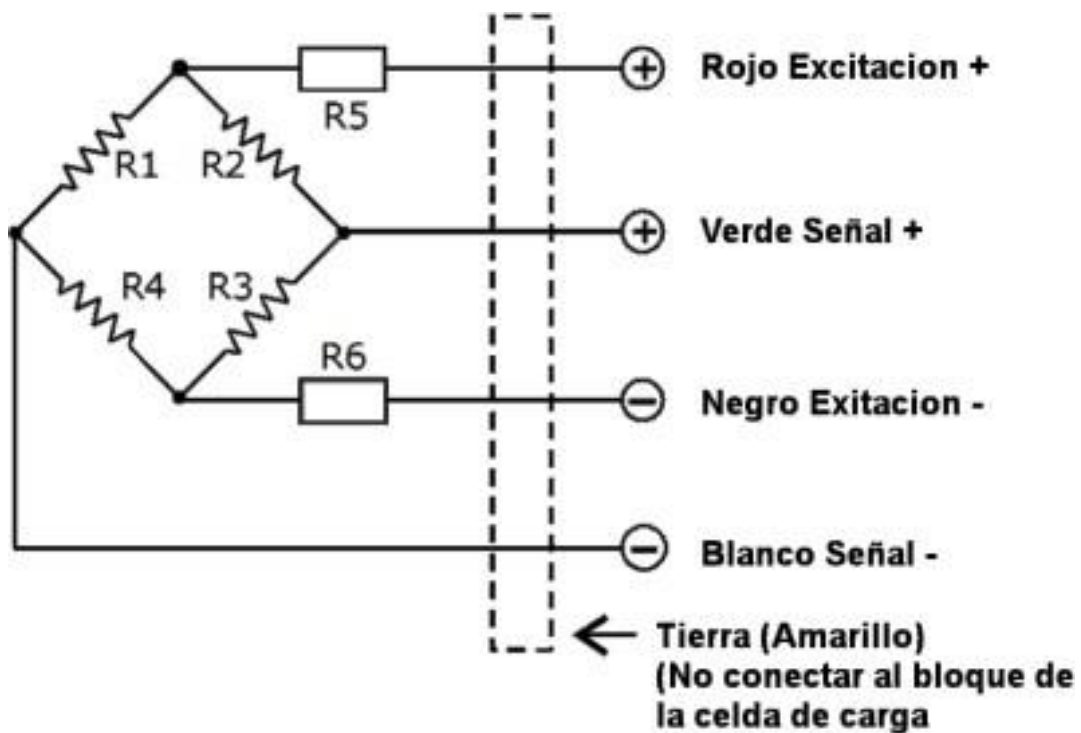 Rojo Excitacion +
R5
R1
R2
Verde Señal +
R4
R3
R6
Negro Exitacion -
Blanco Señal -
Tierra (Amarillo)
(No conectar al bloque de
la celda de carga